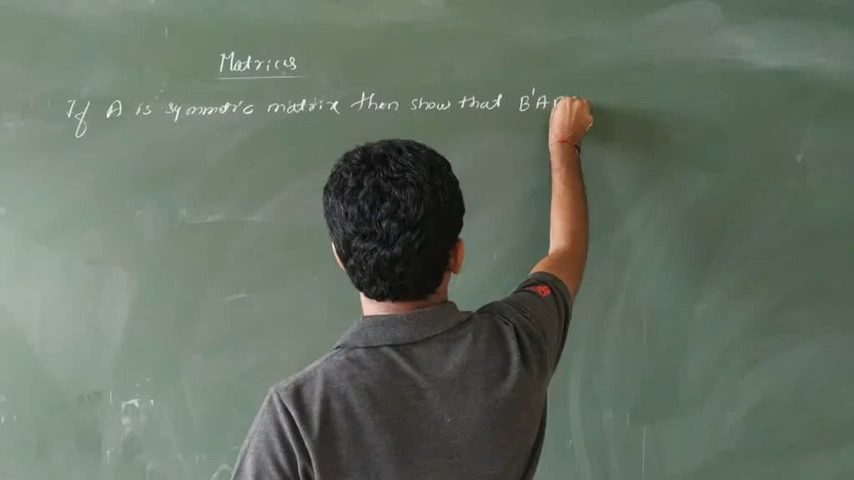 Matrices
If A is symmetric matrix then show that B'A